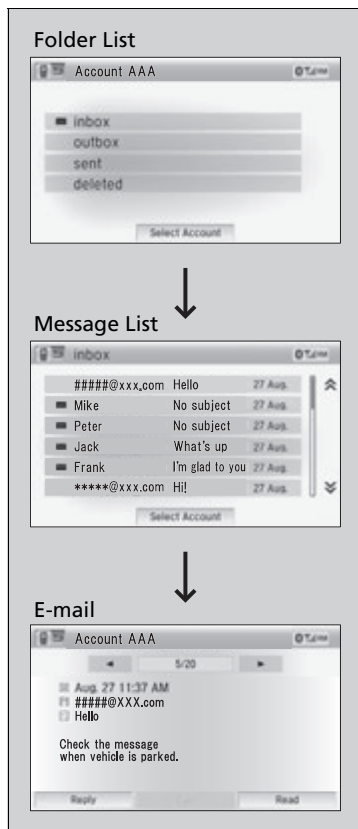 Folder List
Account AAA
inbox
outbox
sent
deleted
Select Account
Message List
inbox
#####@xxx.com Hello 27 Aug.
Mike No subject 27 Aug.
Peter No subject 27 Aug.
Jack What's up 27 Aug.
Frank I'm glad to you 27 Aug.
*****@xxx.com Hi! 27 Aug.
Select Account
E-mail
Account AAA
5/20
Aug. 27 11:37 AM
#####@XXX.com
Hello
Check the message
when vehicle is parked.
Reply Read